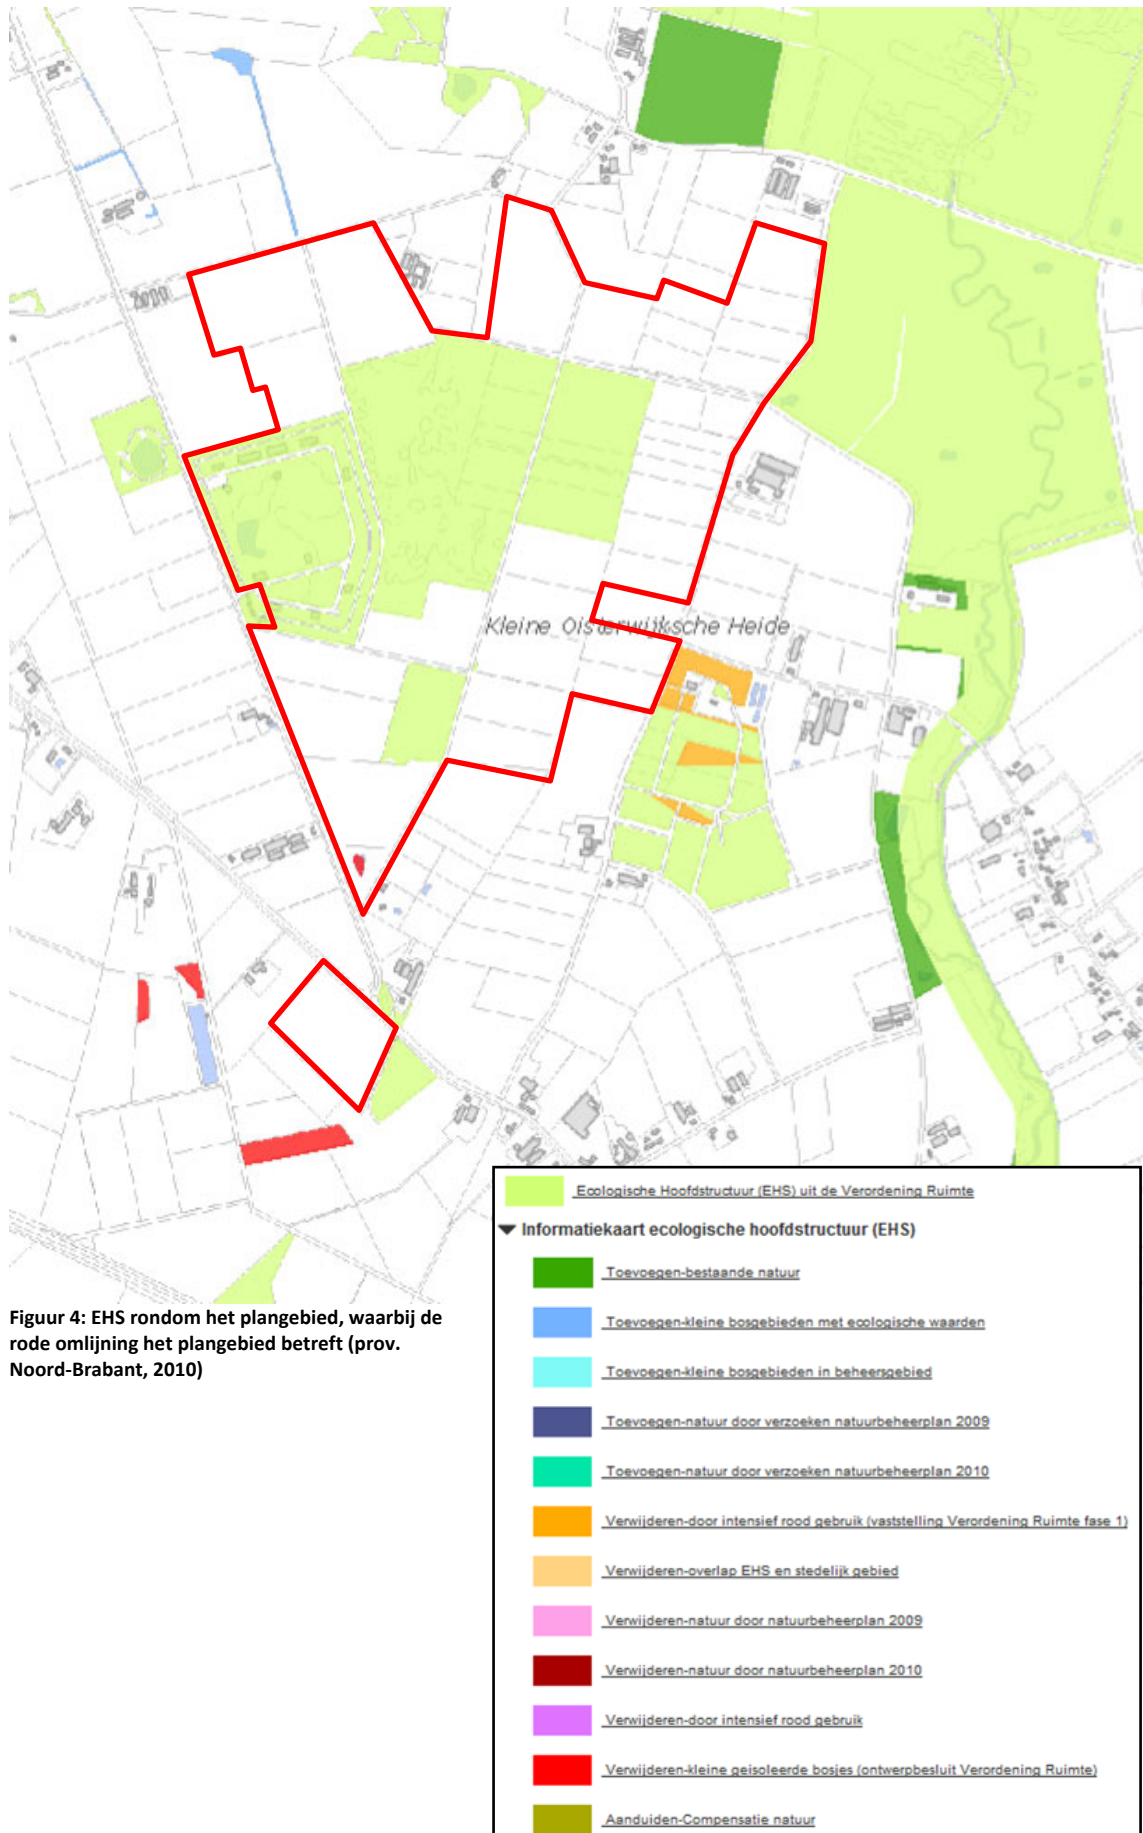 Kleine Oisterwijksche Heide
Ecologische Hoofdstructuur (EHS) uit de Verordening Ruimte
Informatiekaart ecologische hoofdstructuur (EHS)
Toevoegen-bestaande natuur
Toevoegen-kleine bosgebieden met ecologische waarden
Toevoegen-kleine bosgebieden in beheersgebied
Toevoegen-natuur door verzoeken natuurbeheerplan 2009
Toevoegen-natuur door verzoeken natuurbeheerplan 2010
Verwijderen-door intensief rood gebruik (vaststelling Verordening Ruimte fase 1)
Verwijderen-overlap EHS en stedelijk gebied
Verwijderen-natuur door natuurbeheerplan 2009
Verwijderen-natuur door natuurbeheerplan 2010
Verwijderen-door intensief rood gebruik
Verwijderen-kleine geisoleerde bosjes (ontwerpbesluit Verordening Ruimte)
Aanduiden-Compensatie natuur
Figuur 4: EHS rondom het plangebied, waarbij de
rode omlijning het plangebied betreft (prov.
Noord-Brabant, 2010)